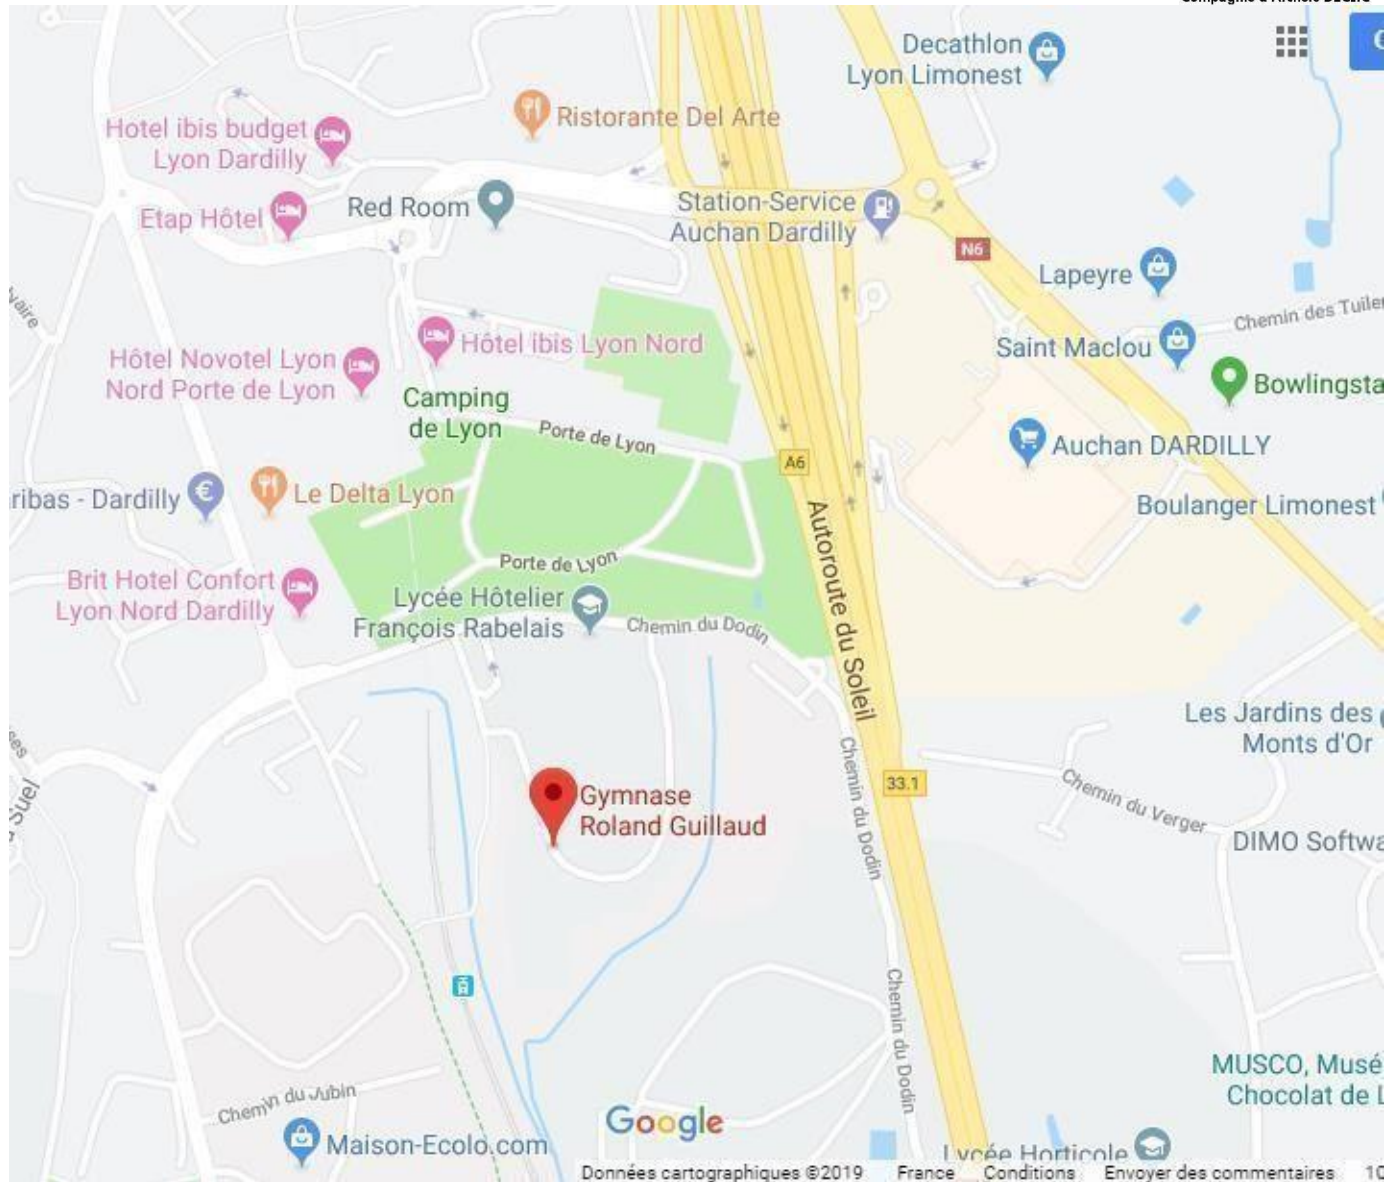 Decathlon
Lyon Limonest
Ristorante Del Arte
Hotel ibis budget
Lyon Dardilly
Etap Hôtel
Red Room
Station-Service
Auchan Dardilly
N6
Lapeyre
Chemin des Tuiler
Saint Maclou
Hôtel ibis Lyon Nord
Hôtel Novotel Lyon
Nord Porte de Lyon
Bowlingsta
Camping
de Lyon
Porte de Lyon
Auchan DARDILLY
A6
ribas - Dardilly
Le Delta Lyon
Boulanger Limonest
Autoroute du Soleil
Porte de Lyon
Brit Hotel Confort
Lyon Nord Dardilly
Lycée Hôtelier
François Rabelais
Chemin du Dodin
Les Jardins des
Monts d'Or
Chemin du Dodin
33.1
Gymnase
Roland Guillaud
Chemin du Verger
DIMO Softwa
Suel
Chemin du Dodin
MUSCO, Musé
Chocolat de L
Chemin du Jubin
Maison-Ecolo.com
Google
Lycée Horticole
Données cartographiques ©2019 France Conditions Envoyer des commentaires 10